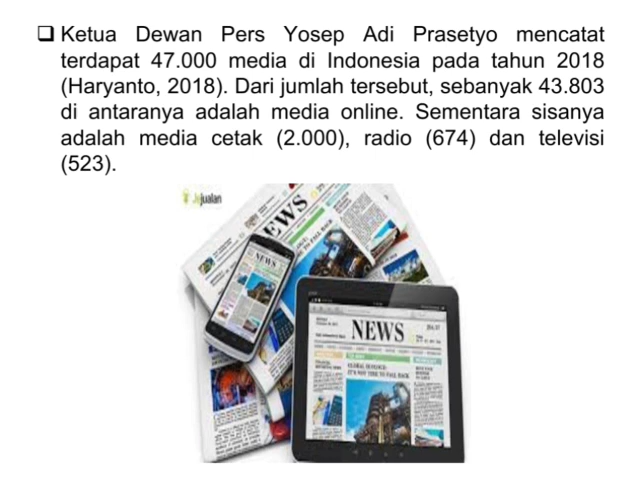 ❑ Ketua Dewan Pers Yosep Adi Prasetyo mencatat
terdapat 47.000 media di Indonesia pada tahun 2018
(Haryanto, 2018). Dari jumlah tersebut, sebanyak 43.803
di antaranya adalah media online. Sementara sisanya
adalah media cetak (2.000), radio (674) dan televisi
(523).
Jejualan
EWS
NEWS
NEWS